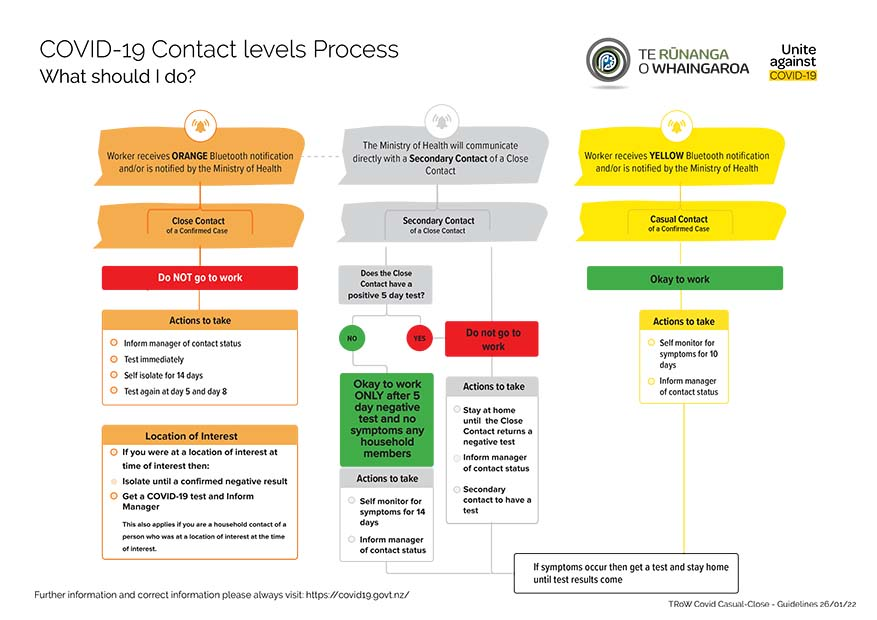 COVID-19 Contact levels Process
What should I do?
TE RŪNANGA
O WHAINGAROA
Unite
against
COVID-19
Worker receives ORANGE Bluetooth notification
and/or is notified by the Ministry of Health
Close Contact
of a Confirmed Case
Do NOT go to work
Actions to take
Inform manager of contact status
Test immediately
Self isolate for 14 days
Test again at day 5 and day 8
Location of Interest
If you were at a location of interest at
time of interest then:
Isolate until a confirmed negative result
Get a COVID-19 test and Inform
Manager
This also applies if you are a household contact of a
person who was at a location of interest at the time
of interest.
The Ministry of Health will communicate
directly with a Secondary Contact of a Close
Contact
Secondary Contact
of a Close Contact
Does the Close
Contact have a
positive 5 day test?
NO
YES
Okay to work
ONLY after 5
day negative
test and no
symptoms any
household
members
Actions to take
Self monitor for
symptoms for 14
days
Inform manager
of contact status
Do not go to
work
Actions to take
Stay at home
until the Close
Contact returns a
negative test
Inform manager
of contact status
Secondary
contact to have a
test
Worker receives YELLOW Bluetooth notification
and/or is notified by the Ministry of Health
Casual Contact
of a Confirmed Case
Okay to work
Actions to take
Self monitor for
symptoms for 10
days
Inform manager
of contact status
If symptoms occur then get a test and stay home
until test results come
Further information and correct information please always visit: https://covid19.govt.nz/
TRoW Covid Casual-Close - Guidelines 26/01/22